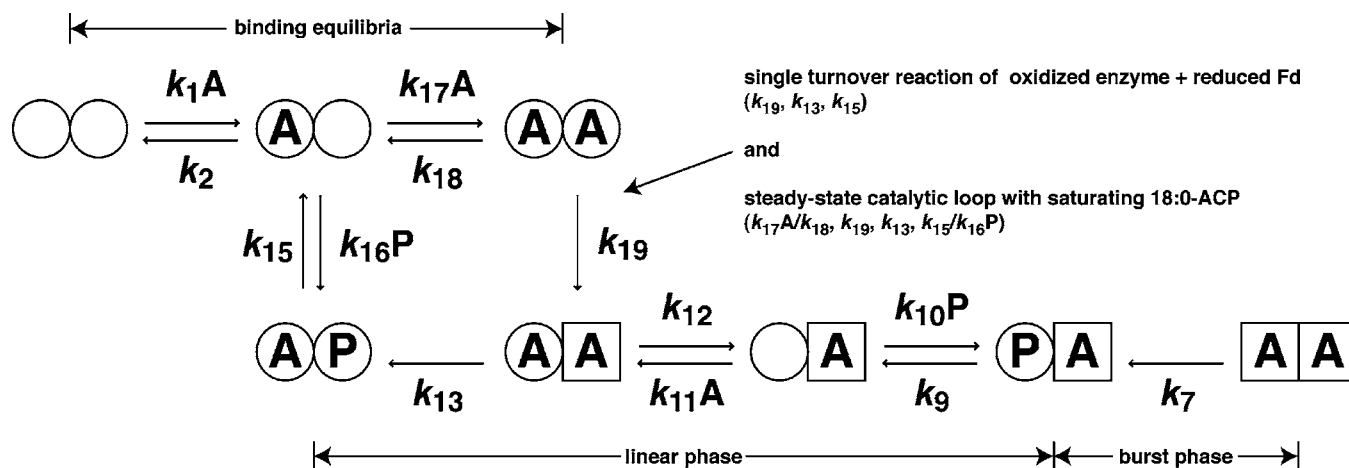 binding equilibria
k1A
k17A
k2
k18
A
A A
single turnover reaction of oxidized enzyme + reduced Fd
(k19, k13, k15)
and
steady-state catalytic loop with saturating 18:0-ACP
(k17A/k18, k19, k13, k15/k16P)
k15
k16P
k19
k12
k10P
A P
A A
A
P A
A A
k13
k11A
k9
k7
linear phase
burst phase